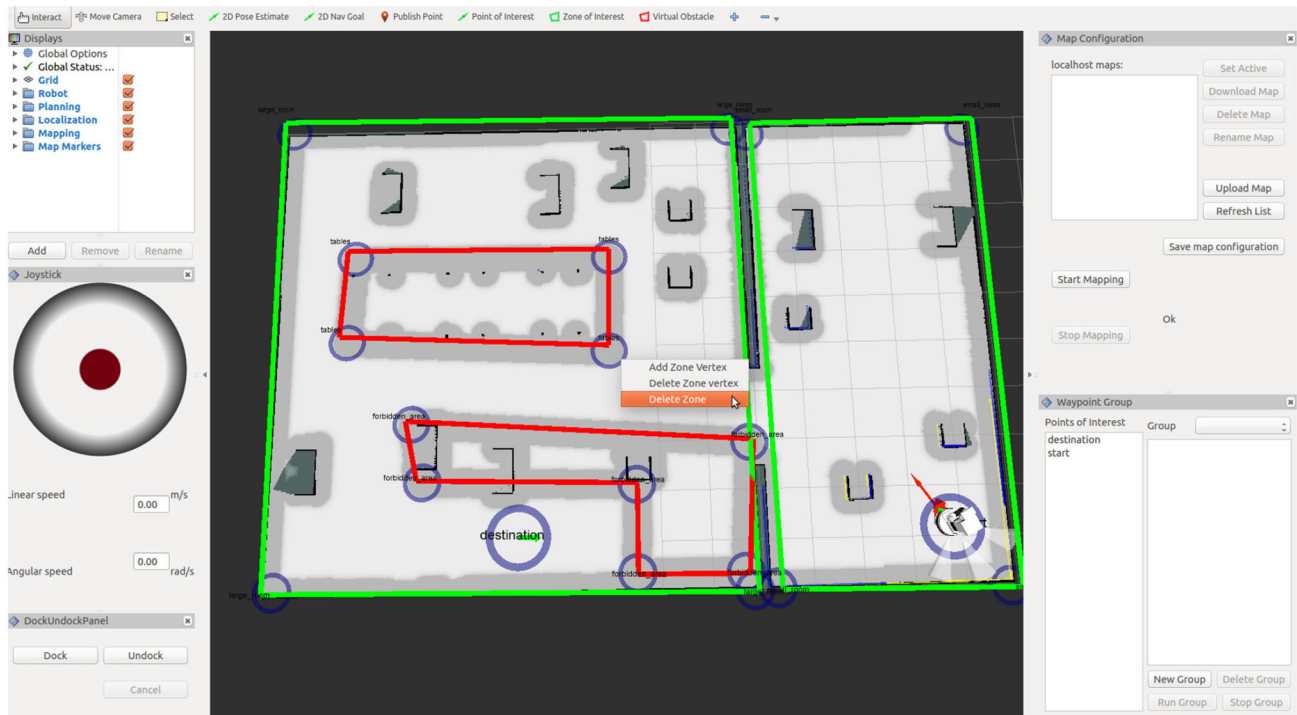 Interact Move Camera Select 2D Pose Estimate 2D Nav Goal Publish Point Point of Interest Zone of Interest Virtual Obstacle
Displays
Global Options
Global Status: ...
Grid
Robot
Planning
Localization
Mapping
Map Markers
Add Remove Rename
Joystick
Linear speed 0.00 m/s
Angular speed 0.00 rad/s
DockUndockPanel
Dock Undock
Cancel
large_room large_room small_room
small_room
tables tables
tables tables
Add Zone Vertex
Delete Zone vertex
Delete Zone
forbidden_area
forbidden_area
forbidden_area forbidden_area
destination
forbidden_area forbidden_area
large_room
Map Configuration
localhost maps:
Set Active
Download Map
Delete Map
Rename Map
Upload Map
Refresh List
Save map configuration
Start Mapping
Ok
Stop Mapping
Waypoint Group
Points of Interest Group
destination
start
New Group Delete Group
Run Group Stop Group